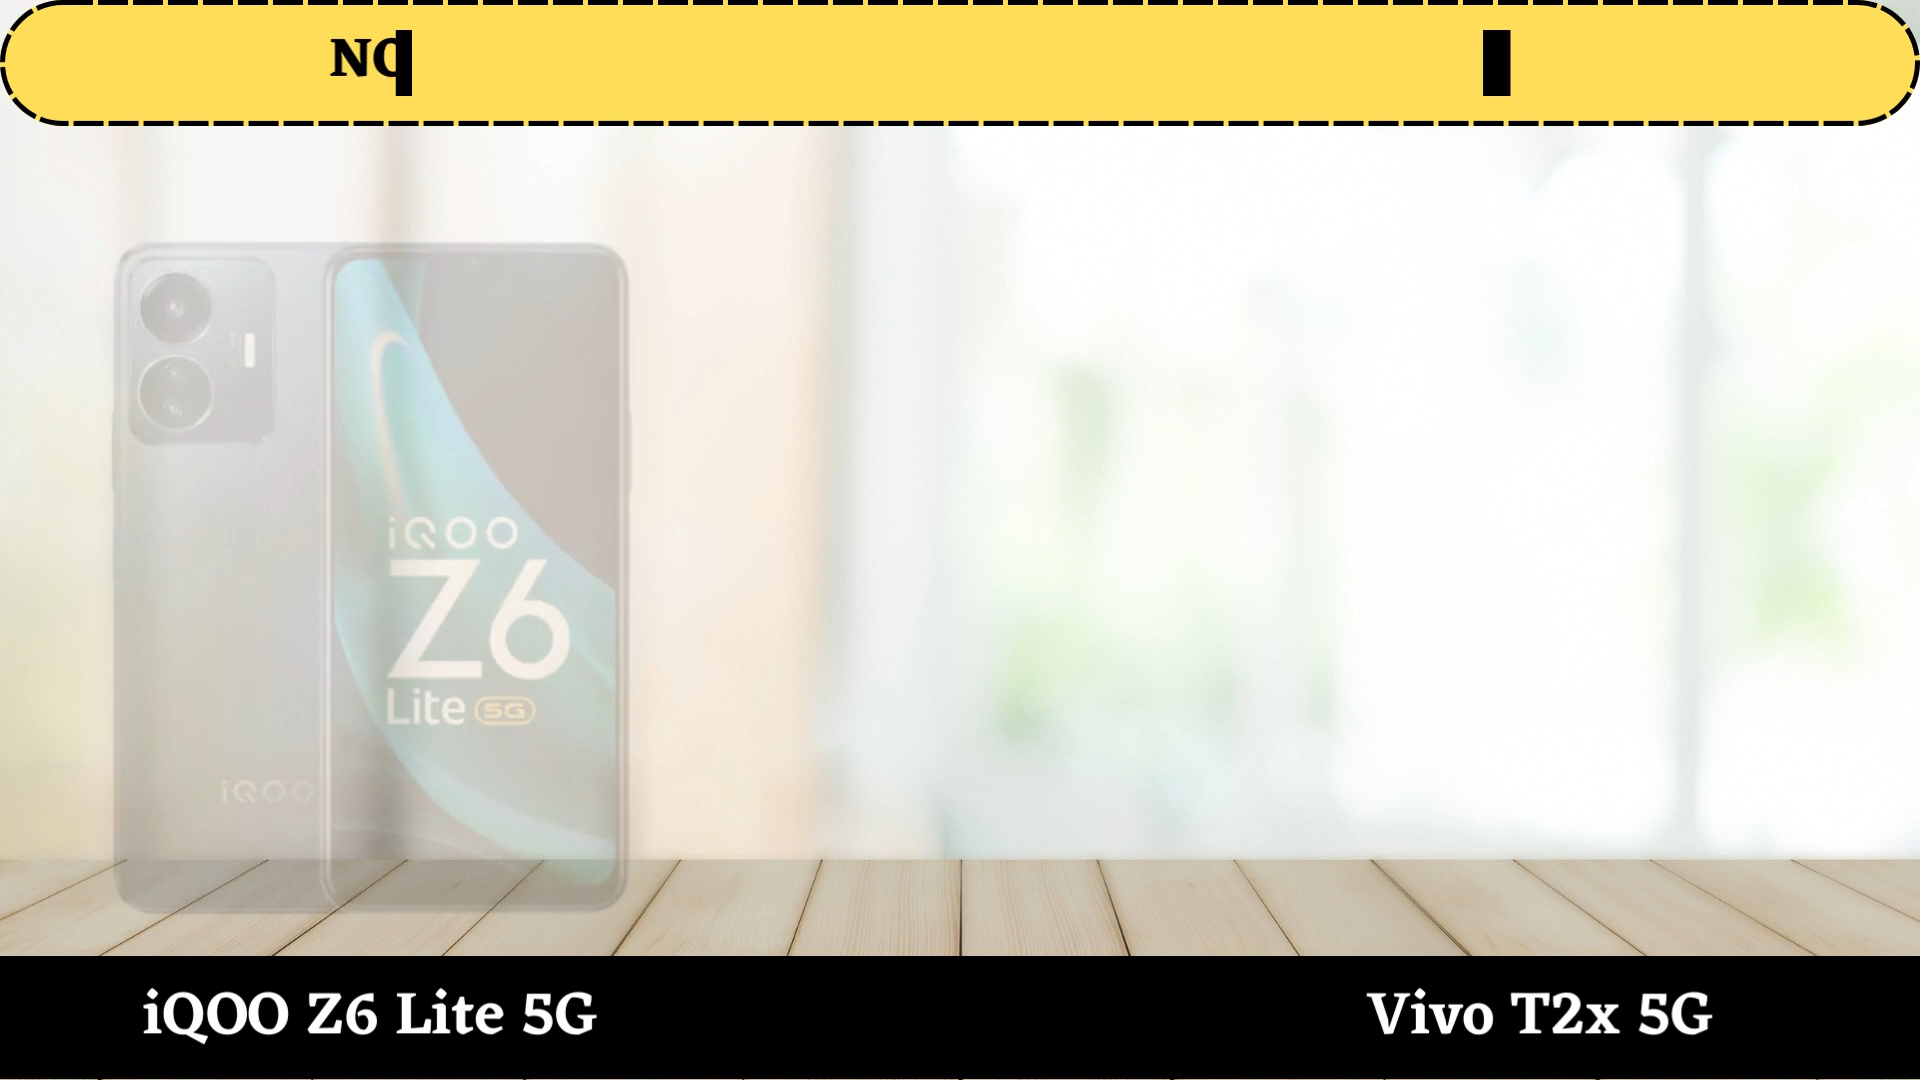 iQOO
Z6
Lite 5G
iQOO
iQOO Z6 Lite 5G
Vivo T2x 5G